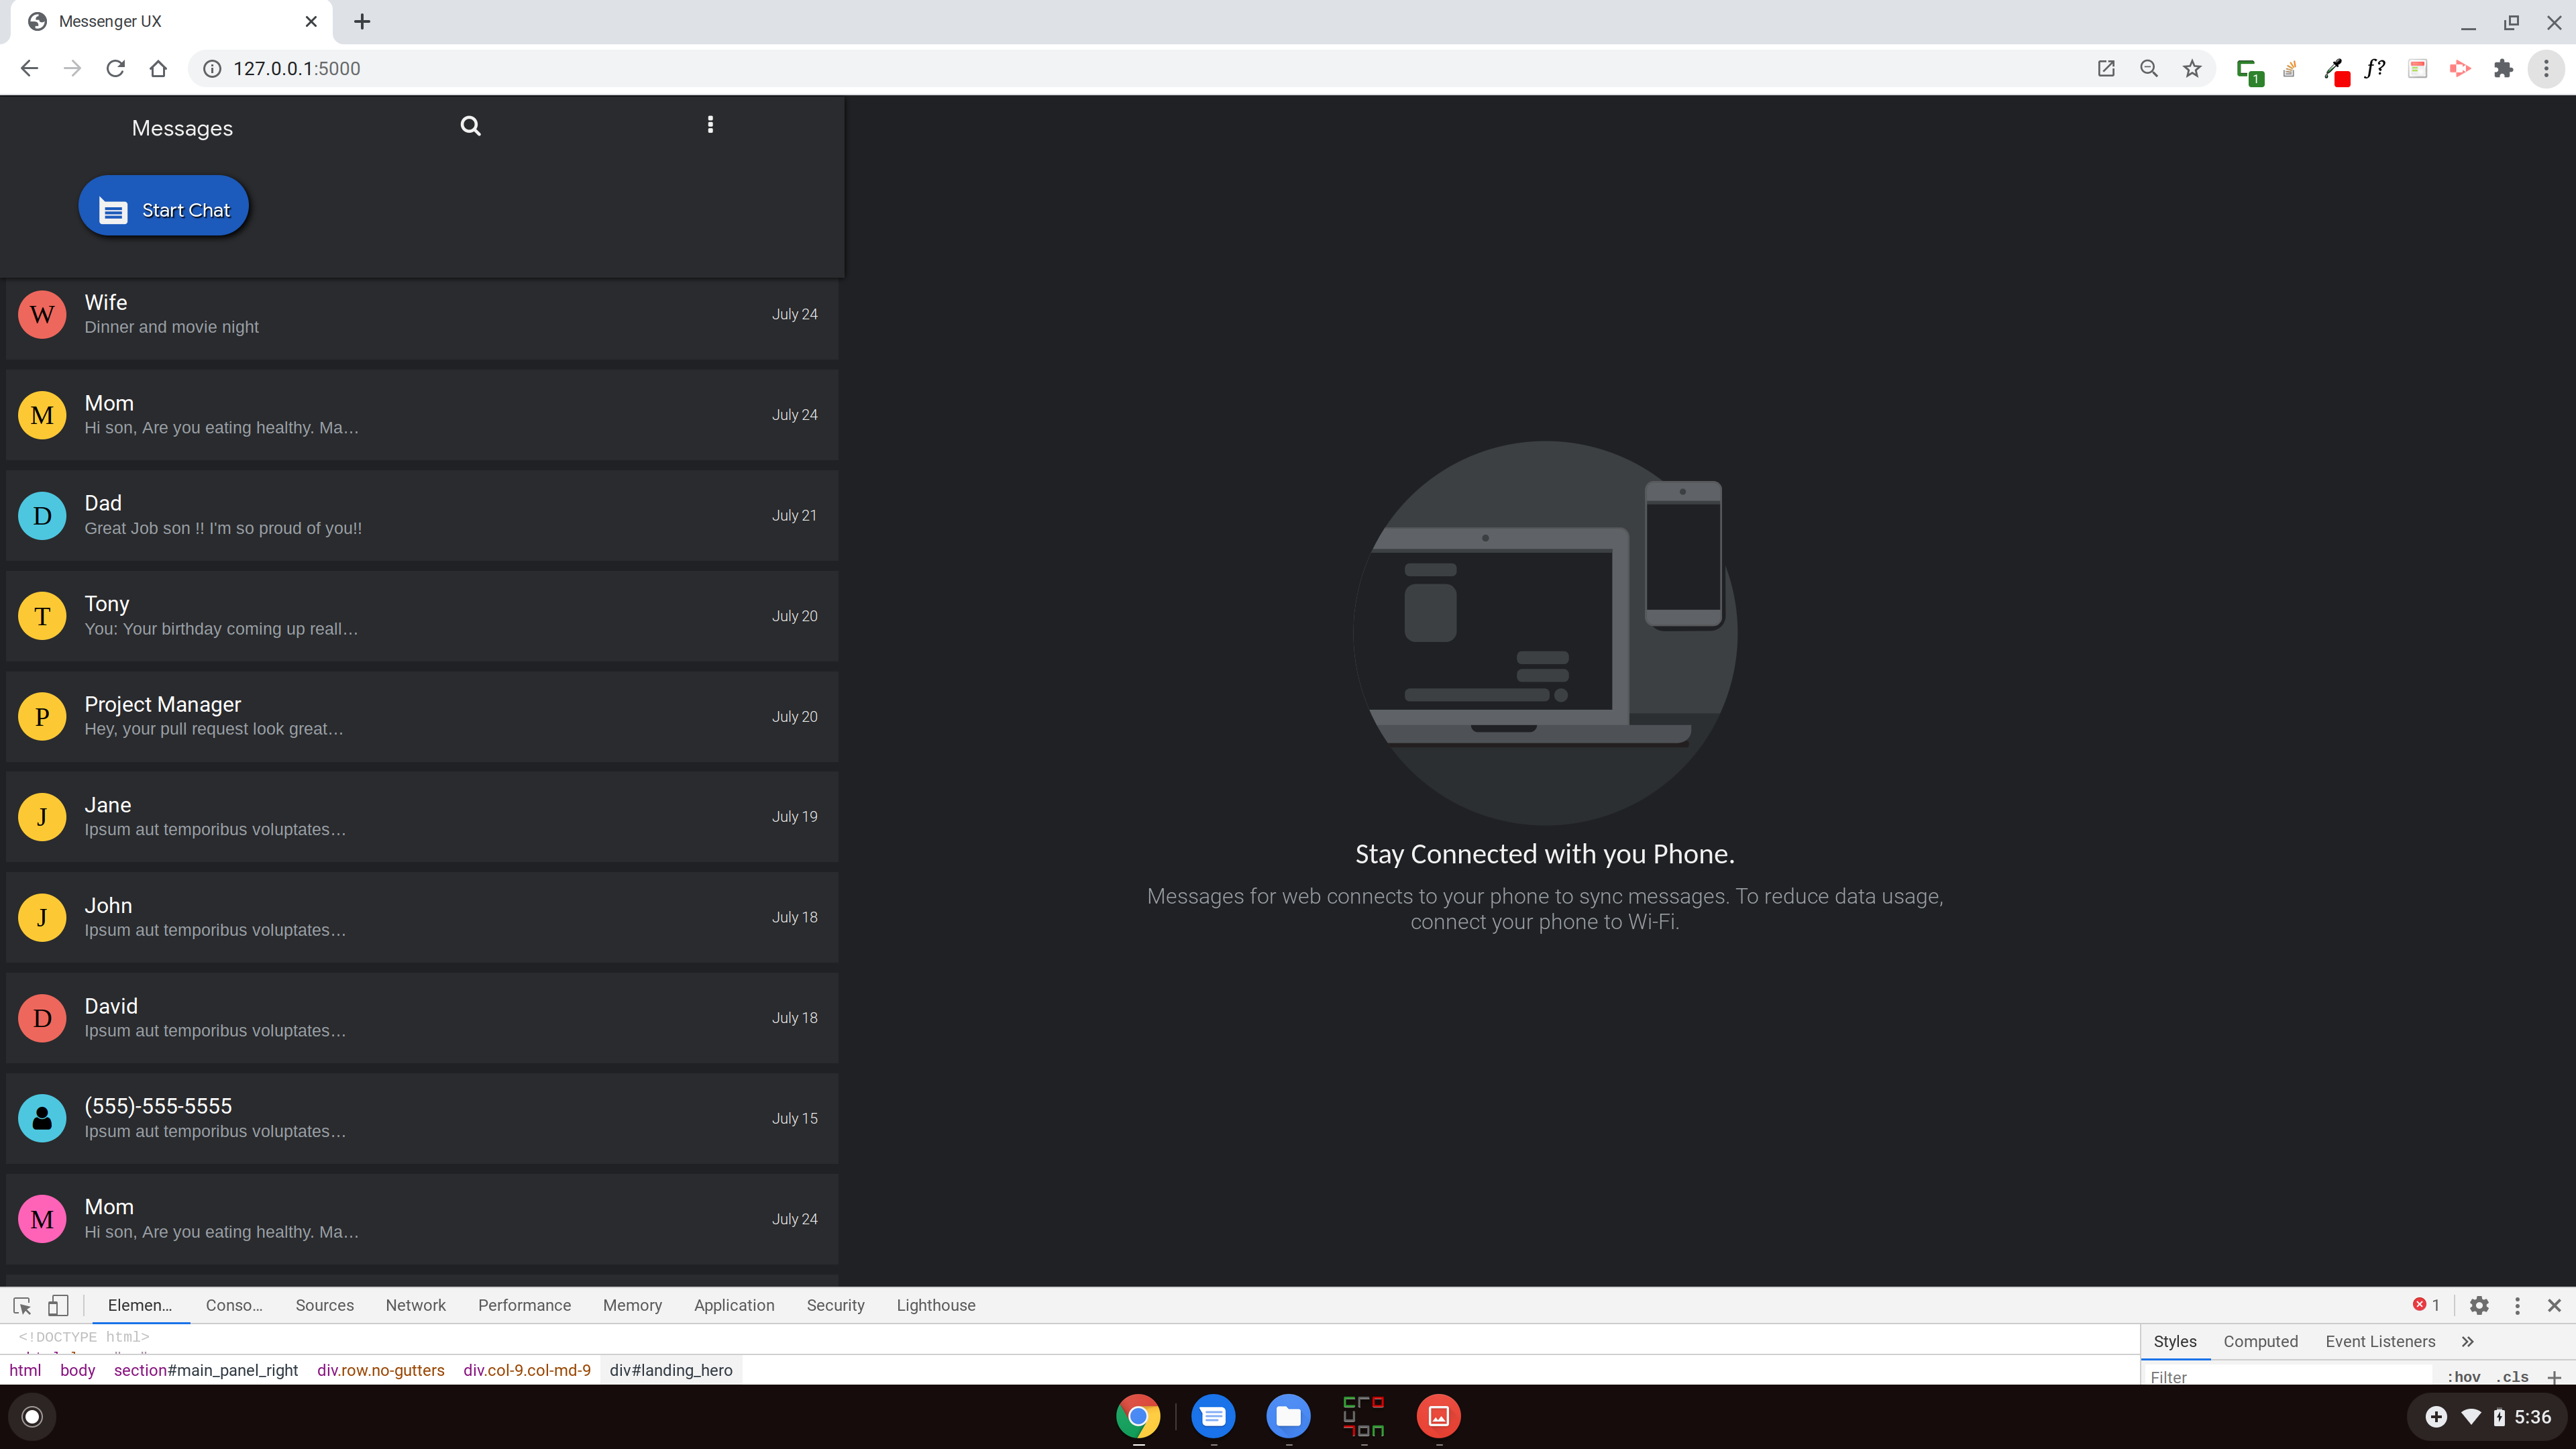 Messenger UX
127.0.0.1:5000
1
f?
Messages
Start Chat
W
Wife
Dinner and movie night
July 24
M
Mom
Hi son, Are you eating healthy. Ma...
July 24
D
Dad
Great Job son !! I'm so proud of you!!
July 21
T
Tony
You: Your birthday coming up reall...
July 20
P
Project Manager
Hey, your pull request look great...
July 20
J
Jane
Ipsum aut temporibus voluptates...
July 19
J
John
Ipsum aut temporibus voluptates...
July 18
D
David
Ipsum aut temporibus voluptates...
July 18
(555)-555-5555
Ipsum aut temporibus voluptates...
July 15
M
Mom
Hi son, Are you eating healthy. Ma...
July 24
Stay Connected with you Phone.
Messages for web connects to your phone to sync messages. To reduce data usage,
connect your phone to Wi-Fi.
Elemen... Conso... Sources Network Performance Memory Application Security Lighthouse 1
<!DOCTYPE html>
Styles Computed Event Listeners »
html body section#main_panel_right div.row.no-gutters div.col-9.col-md-9 div#landing_hero
Filter :hov .cls +
5:36